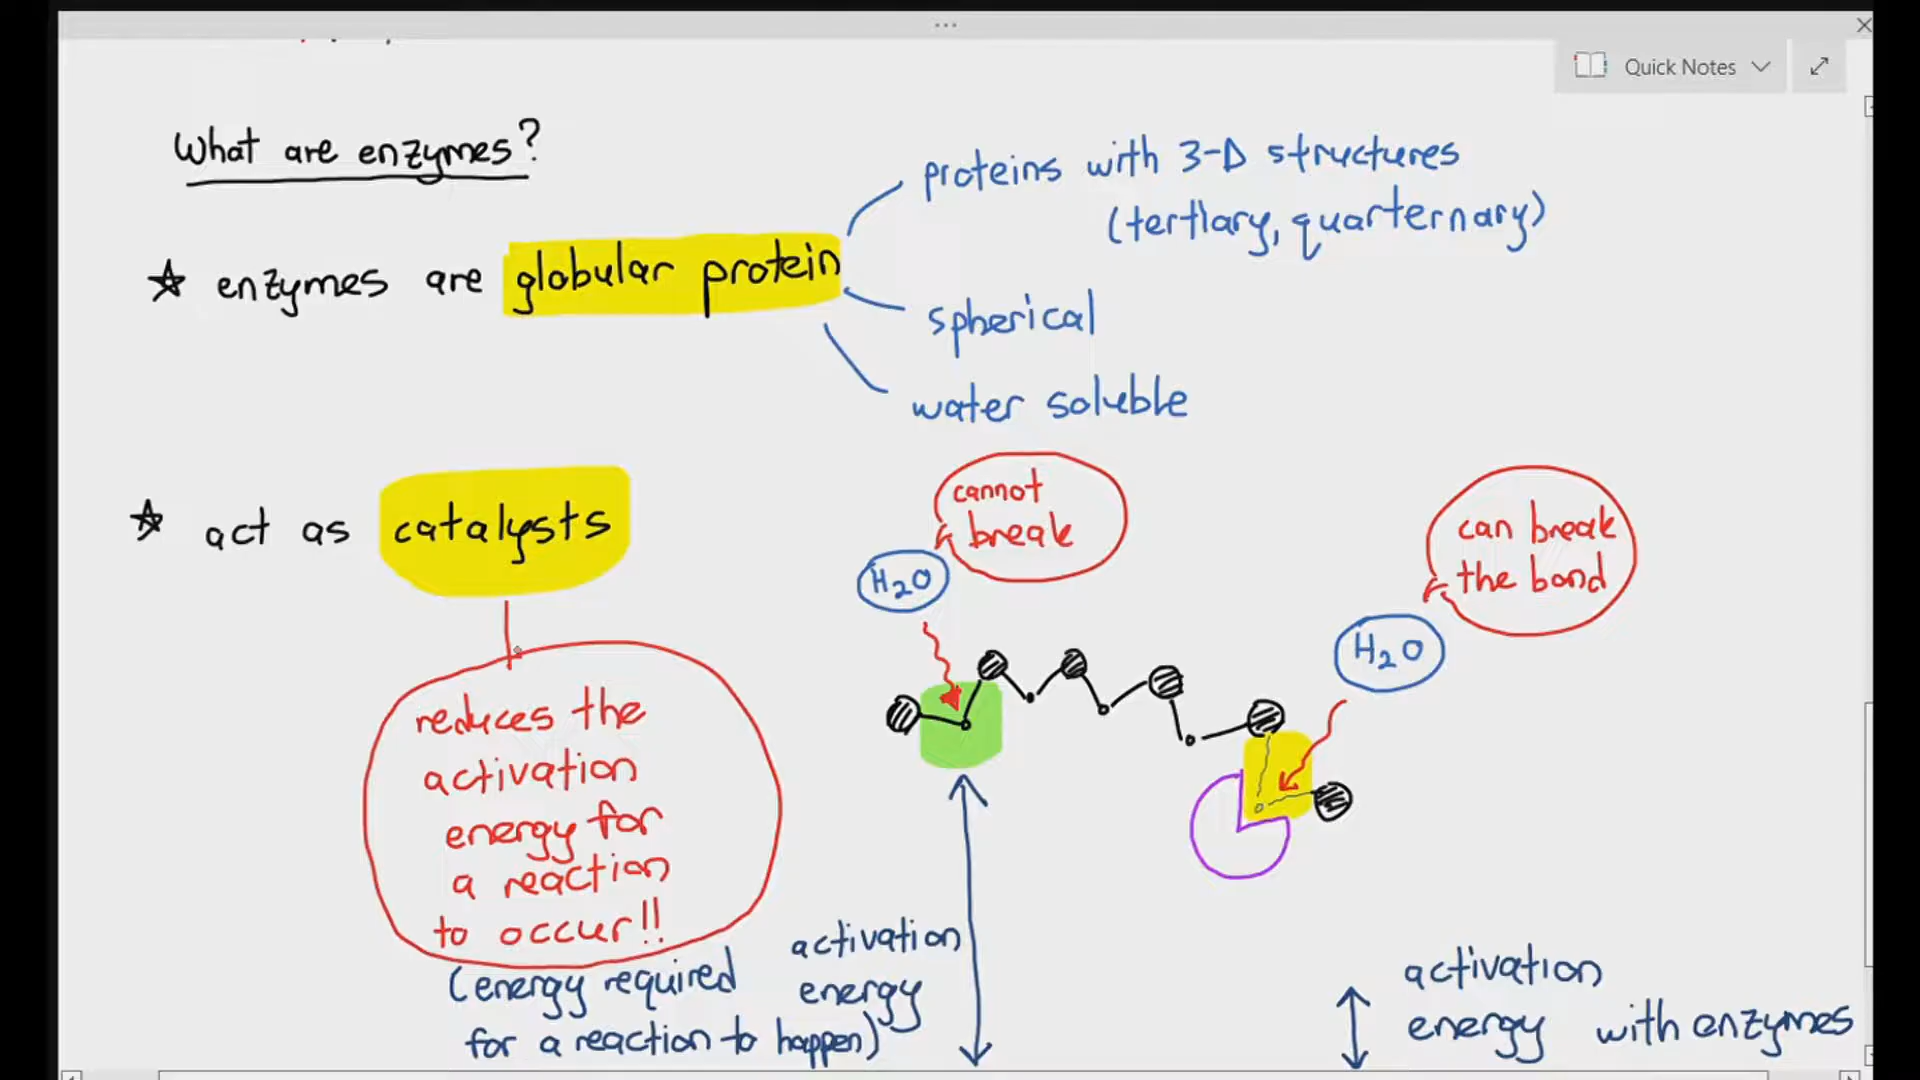 Quick Notes
What are enzymes?
proteins with 3-D structures
(tertiary, quarternary)
☆ enzymes are globular protein
spherical
water soluble
☆ act as catalysts
cannot
break
H2O
can break
the bond
H2O
reduces the
activation
energy for
a reaction
to occur!!
(energy required
for a reaction to happen)
activation
energy
activation
energy with enzymes